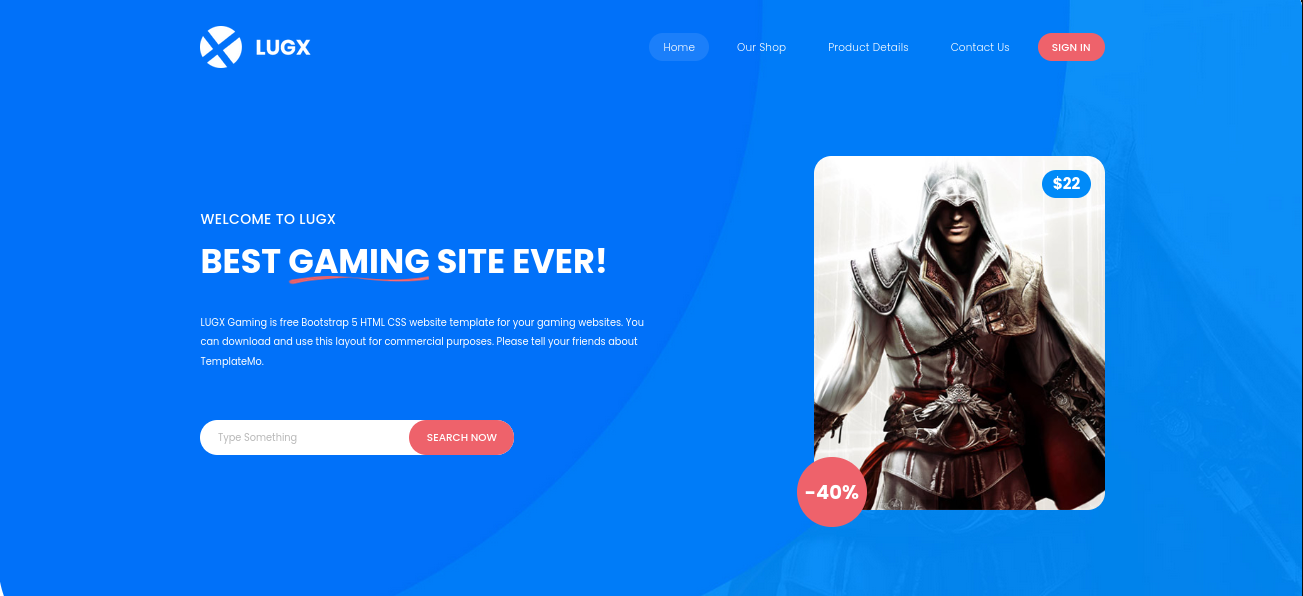 LUGX
Home
Our Shop
Product Details
Contact Us
SIGN IN
$22
WELCOME TO LUGX
BEST GAMING SITE EVER!
LUGX Gaming is free Bootstrap 5 HTML CSS website template for your gaming websites. You
can download and use this layout for commercial purposes. Please tell your friends about
TemplateMo.
Type Something
SEARCH NOW
-40%